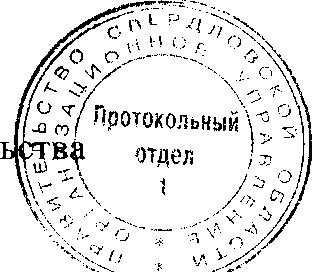 ПРАВИТЕЛЬСТВО СВЕРДЛОВСКОЙ ОБЛАСТИ
ОРГАНИЗАЦИОННОЕ УПРАВЛЕНИЕ
Протокольный
отдел
1
ьства